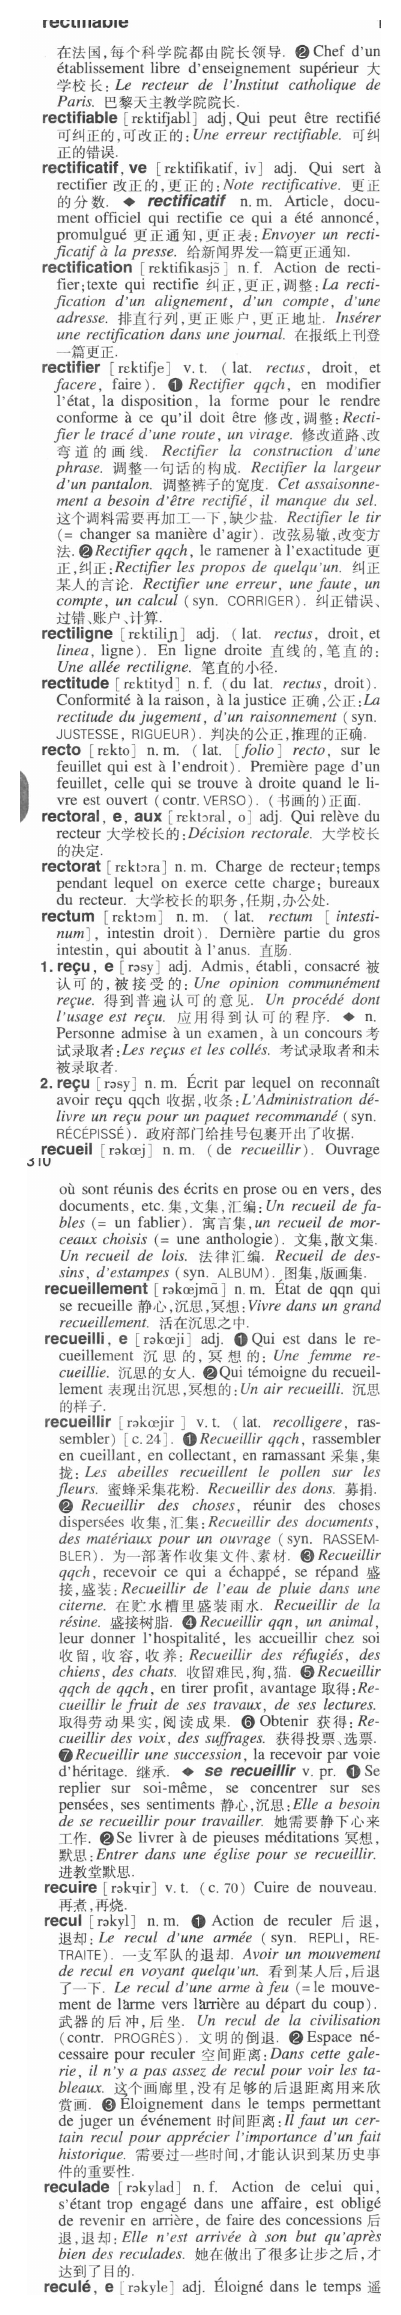 rectifiable
在法国,每个科学院都由院长领导. ❷ Chef d'un
établissement libre d'enseignement supérieur 大
学校长: Le recteur de l'Institut catholique de
Paris. 巴黎天主教学院院长.
rectifiable [rɛktifjabl] adj, Qui peut être rectifié
可纠正的,可改正的: Une erreur rectifiable. 可纠
正的错误.
rectificatif, ve [rɛktifikatif, iv] adj. Qui sert à
rectifier 改正的,更正的: Note rectificative. 更正
的分数. ◆ rectificatif n. m. Article, docu-
ment officiel qui rectifie ce qui a été annoncé,
promulgué 更正通知,更正表: Envoyer un recti-
ficatif à la presse. 给新闻界发一篇更正通知.
rectification [rɛktifikasjɔ̃] n. f. Action de recti-
fier; texte qui rectifie 纠正,更正,调整: La recti-
fication d'un alignement, d'un compte, d'une
adresse. 排直行列,更正账户,更正地址. Insérer
une rectification dans une journal. 在报纸上刊登
一篇更正.
rectifier [rɛktifje] v. t. (lat. rectus, droit, et
facere, faire). ❶ Rectifier qqch, en modifier
l'état, la disposition, la forme pour le rendre
conforme à ce qu'il doit être 修改,调整: Recti-
fier le tracé d'une route, un virage. 修改道路、改
弯道的画线. Rectifier la construction d'une
phrase. 调整一句话的构成. Rectifier la largeur
d'un pantalon. 调整裤子的宽度. Cet assaisonne-
ment a besoin d'être rectifié, il manque du sel.
这个调料需要再加工一下,缺少盐. Rectifier le tir
(= changer sa manière d'agir). 改弦易辙,改变方
法. ❷ Rectifier qqch, le ramener à l'exactitude 更
正,纠正: Rectifier les propos de quelqu'un. 纠正
某人的言论. Rectifier une erreur, une faute, un
compte, un calcul (syn. CORRIGER). 纠正错误、
过错、账户、计算.
rectiligne [rɛktiliɲ] adj. (lat. rectus, droit, et
linea, ligne). En ligne droite 直线的,笔直的:
Une allée rectiligne. 笔直的小径.
rectitude [rɛktityd] n. f. (du lat. rectus, droit).
Conformité à la raison, à la justice 正确,公正: La
rectitude du jugement, d'un raisonnement (syn.
JUSTESSE, RIGUEUR). 判决的公正,推理的正确.
recto [rɛkto] n. m. (lat. [folio] recto, sur le
feuillet qui est à l'endroit). Première page d'un
feuillet, celle qui se trouve à droite quand le li-
vre est ouvert (contr. VERSO). (书画的)正面.
rectoral, e, aux [rɛktɔral, o] adj. Qui relève du
recteur 大学校长的: Décision rectorale. 大学校长
的决定.
rectorat [rɛktɔra] n. m. Charge de recteur; temps
pendant lequel on exerce cette charge; bureaux
du recteur. 大学校长的职务,任期,办公处.
rectum [rɛktɔm] n. m. (lat. rectum [intesti-
num], intestin droit). Dernière partie du gros
intestin, qui aboutit à l'anus. 直肠.
1. reçu, e [rəsy] adj. Admis, établi, consacré 被
认可的,被接受的: Une opinion communément
reçue. 得到普遍认可的意见. Un procédé dont
l'usage est reçu. 应用得到认可的程序. ◆ n.
Personne admise à un examen, à un concours 考
试录取者: Les reçus et les collés. 考试录取者和未
被录取者.
2. reçu [rəsy] n. m. Écrit par lequel on reconnaît
avoir reçu qqch 收据,收条: L'Administration dé-
livre un reçu pour un paquet recommandé (syn.
RÉCÉPISSÉ). 政府部门给挂号包裹开出了收据.
recueil [rəkœj] n. m. (de recueillir). Ouvrage
où sont réunis des écrits en prose ou en vers, des
documents, etc. 集,文集,汇编: Un recueil de fa-
bles (= un fablier). 寓言集,un recueil de mor-
ceaux choisis (= une anthologie). 文集,散文集.
Un recueil de lois. 法律汇编. Recueil de des-
sins, d'estampes (syn. ALBUM). 图集,版画集.
recueillement [rəkœjmɑ̃] n. m. État de qqn qui
se recueille 静心,沉思,冥想: Vivre dans un grand
recueillement. 活在沉思之中.
recueilli, e [rəkœji] adj. ❶ Qui est dans le re-
cueillement 沉思的,冥想的: Une femme re-
cueillie. 沉思的女人. ❷ Qui témoigne du recueil-
lement 表现出沉思,冥想的: Un air recueilli. 沉思
的样子.
recueillir [rəkœjir] v. t. (lat. recolligere, ras-
sembler) [c. 24]. ❶ Recueillir qqch, rassembler
en cueillant, en collectant, en ramassant 采集,集
拢: Les abeilles recueillent le pollen sur les
fleurs. 蜜蜂采集花粉. Recueillir des dons. 募捐.
❷ Recueillir des choses, réunir des choses
dispersées 收集,汇集: Recueillir des documents,
des matériaux pour un ouvrage (syn. RASSEM-
BLER). 为一部著作收集文件、素材. ❸ Recueillir
qqch, recevoir ce qui a échappé, se répand 盛
接,盛装: Recueillir de l'eau de pluie dans une
citerne. 在贮水槽里盛装雨水. Recueillir de la
résine. 盛接树脂. ❹ Recueillir qqn, un animal,
leur donner l'hospitalité, les accueillir chez soi
收留,收容,收养: Recueillir des réfugiés, des
chiens, des chats. 收留难民,狗,猫. ❺ Recueillir
qqch de qqch, en tirer profit, avantage 取得: Re-
cueillir le fruit de ses travaux, de ses lectures.
取得劳动果实,阅读成果. ❻ Obtenir 获得: Re-
cueillir des voix, des suffrages. 获得投票、选票.
❼ Recueillir une succession, la recevoir par voie
d'héritage. 继承. ◆ se recueillir v. pr. ❶ Se
replier sur soi-même, se concentrer sur ses
pensées, ses sentiments 静心,沉思: Elle a besoin
de se recueillir pour travailler. 她需要静下心来
工作. ❷ Se livrer à de pieuses méditations 冥想,
默思: Entrer dans une église pour se recueillir.
进教堂默思.
recuire [rəkɥir] v. t. (c. 70) Cuire de nouveau.
再煮,再烧.
recul [rəkyl] n. m. ❶ Action de reculer 后退,
退却: Le recul d'une armée (syn. REPLI, RE-
TRAITE). 一支军队的退却. Avoir un mouvement
de recul en voyant quelqu'un. 看到某人后,后退
了一下. Le recul d'une arme à feu (= le mouve-
ment de l'arme vers l'arrière au départ du coup).
武器的后冲,后坐. Un recul de la civilisation
(contr. PROGRÈS). 文明的倒退. ❷ Espace né-
cessaire pour reculer 空间距离: Dans cette gale-
rie, il n'y a pas assez de recul pour voir les ta-
bleaux. 这个画廊里,没有足够的后退距离用来欣
赏画. ❸ Éloignement dans le temps permettant
de juger un événement 时间距离: Il faut un cer-
tain recul pour apprécier l'importance d'un fait
historique. 需要过一些时间,才能认识到某历史事
件的重要性.
reculade [rəkylad] n. f. Action de celui qui,
s'étant trop engagé dans une affaire, est obligé
de revenir en arrière, de faire des concessions 后
退,退却: Elle n'est arrivée à son but qu'après
bien des reculades. 她在做出了很多让步之后,才
达到了目的.
reculé, e [rəkyle] adj. Éloigné dans le temps 遥